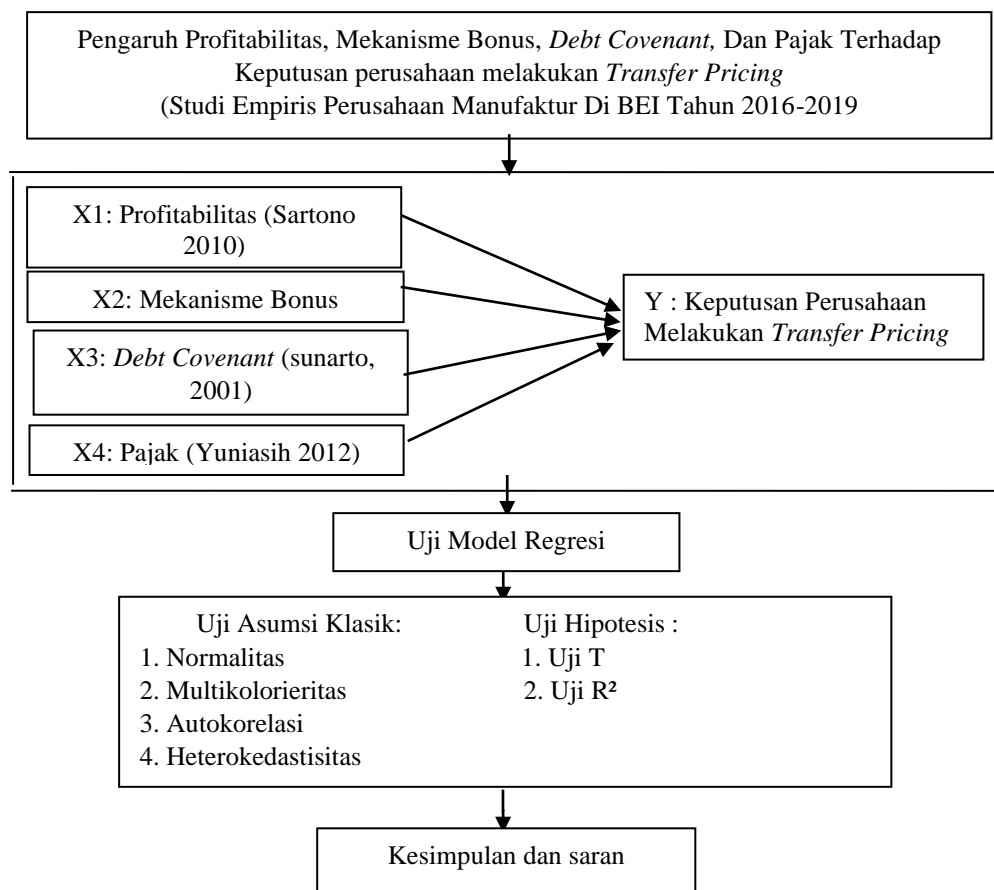 Pengaruh Profitabilitas, Mekanisme Bonus, Debt Covenant, Dan Pajak Terhadap
Keputusan perusahaan melakukan Transfer Pricing
(Studi Empiris Perusahaan Manufaktur Di BEI Tahun 2016-2019
X1: Profitabilitas (Sartono
2010)
X2: Mekanisme Bonus
X3: Debt Covenant (sunarto,
2001)
X4: Pajak (Yuniasih 2012)
Y : Keputusan Perusahaan
Melakukan Transfer Pricing
Uji Model Regresi
Uji Asumsi Klasik:
1. Normalitas
2. Multikolorieritas
3. Autokorelasi
4. Heterokedastisitas
Uji Hipotesis :
1. Uji T
2. Uji R²
Kesimpulan dan saran